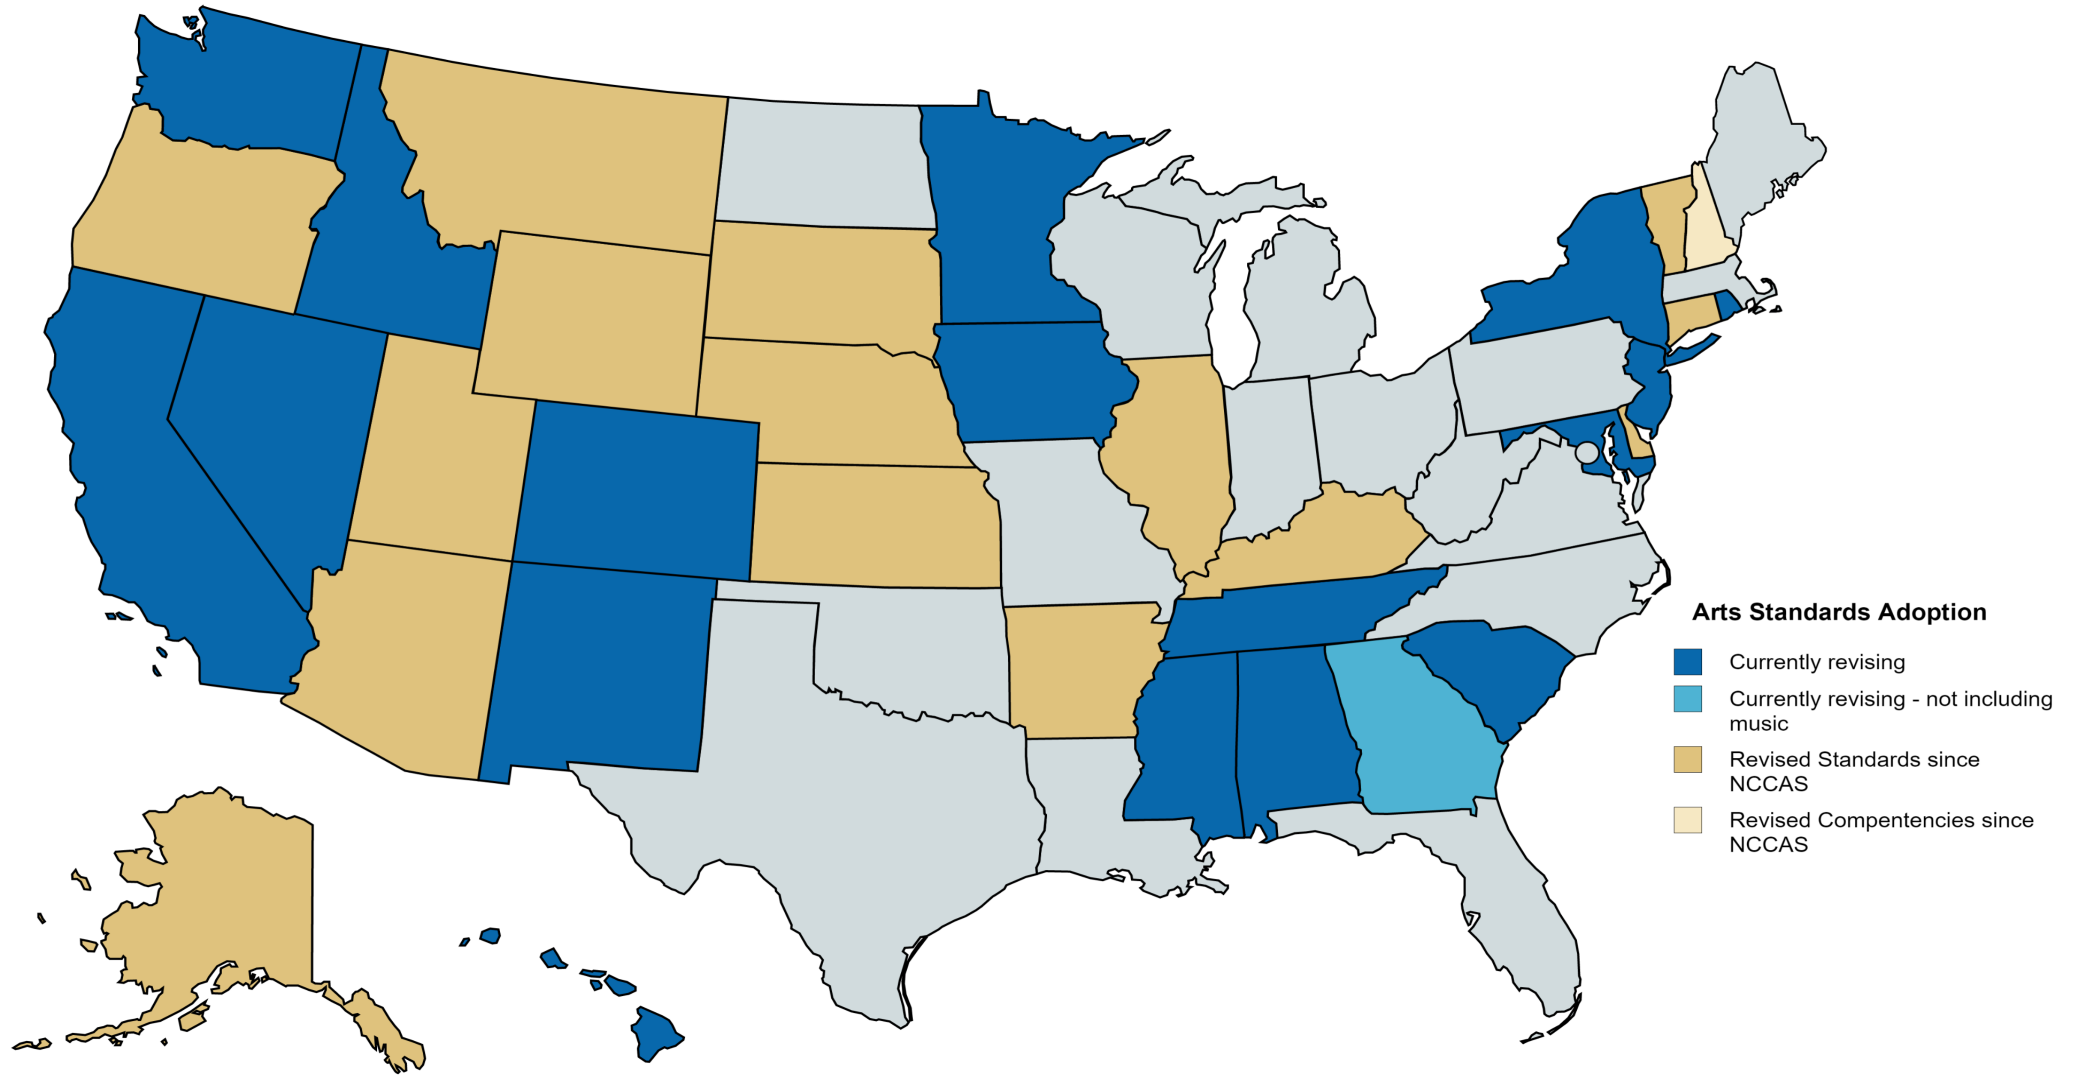 Arts Standards Adoption
Currently revising
Currently revising - not including
music
Revised Standards since
NCCAS
Revised Compentencies since
NCCAS